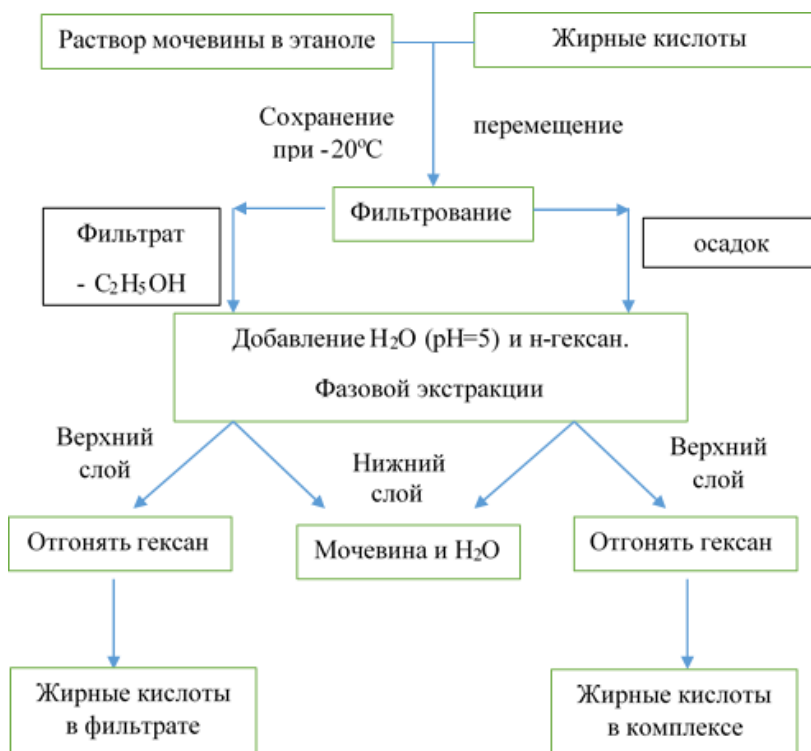 Раствор мочевины в этаноле
Жирные кислоты
Сохранение
при -20⁰C
перемещение
Фильтрование
Фильтрат
- C₂H₅OH
осадок
Добавление H₂O (pH=5) и н-гексан.
Фазовой экстракции
Верхний
слой
Нижний
слой
Верхний
слой
Отгонять гексан
Мочевина и H₂O
Отгонять гексан
Жирные кислоты
в фильтрате
Жирные кислоты
в комплексе